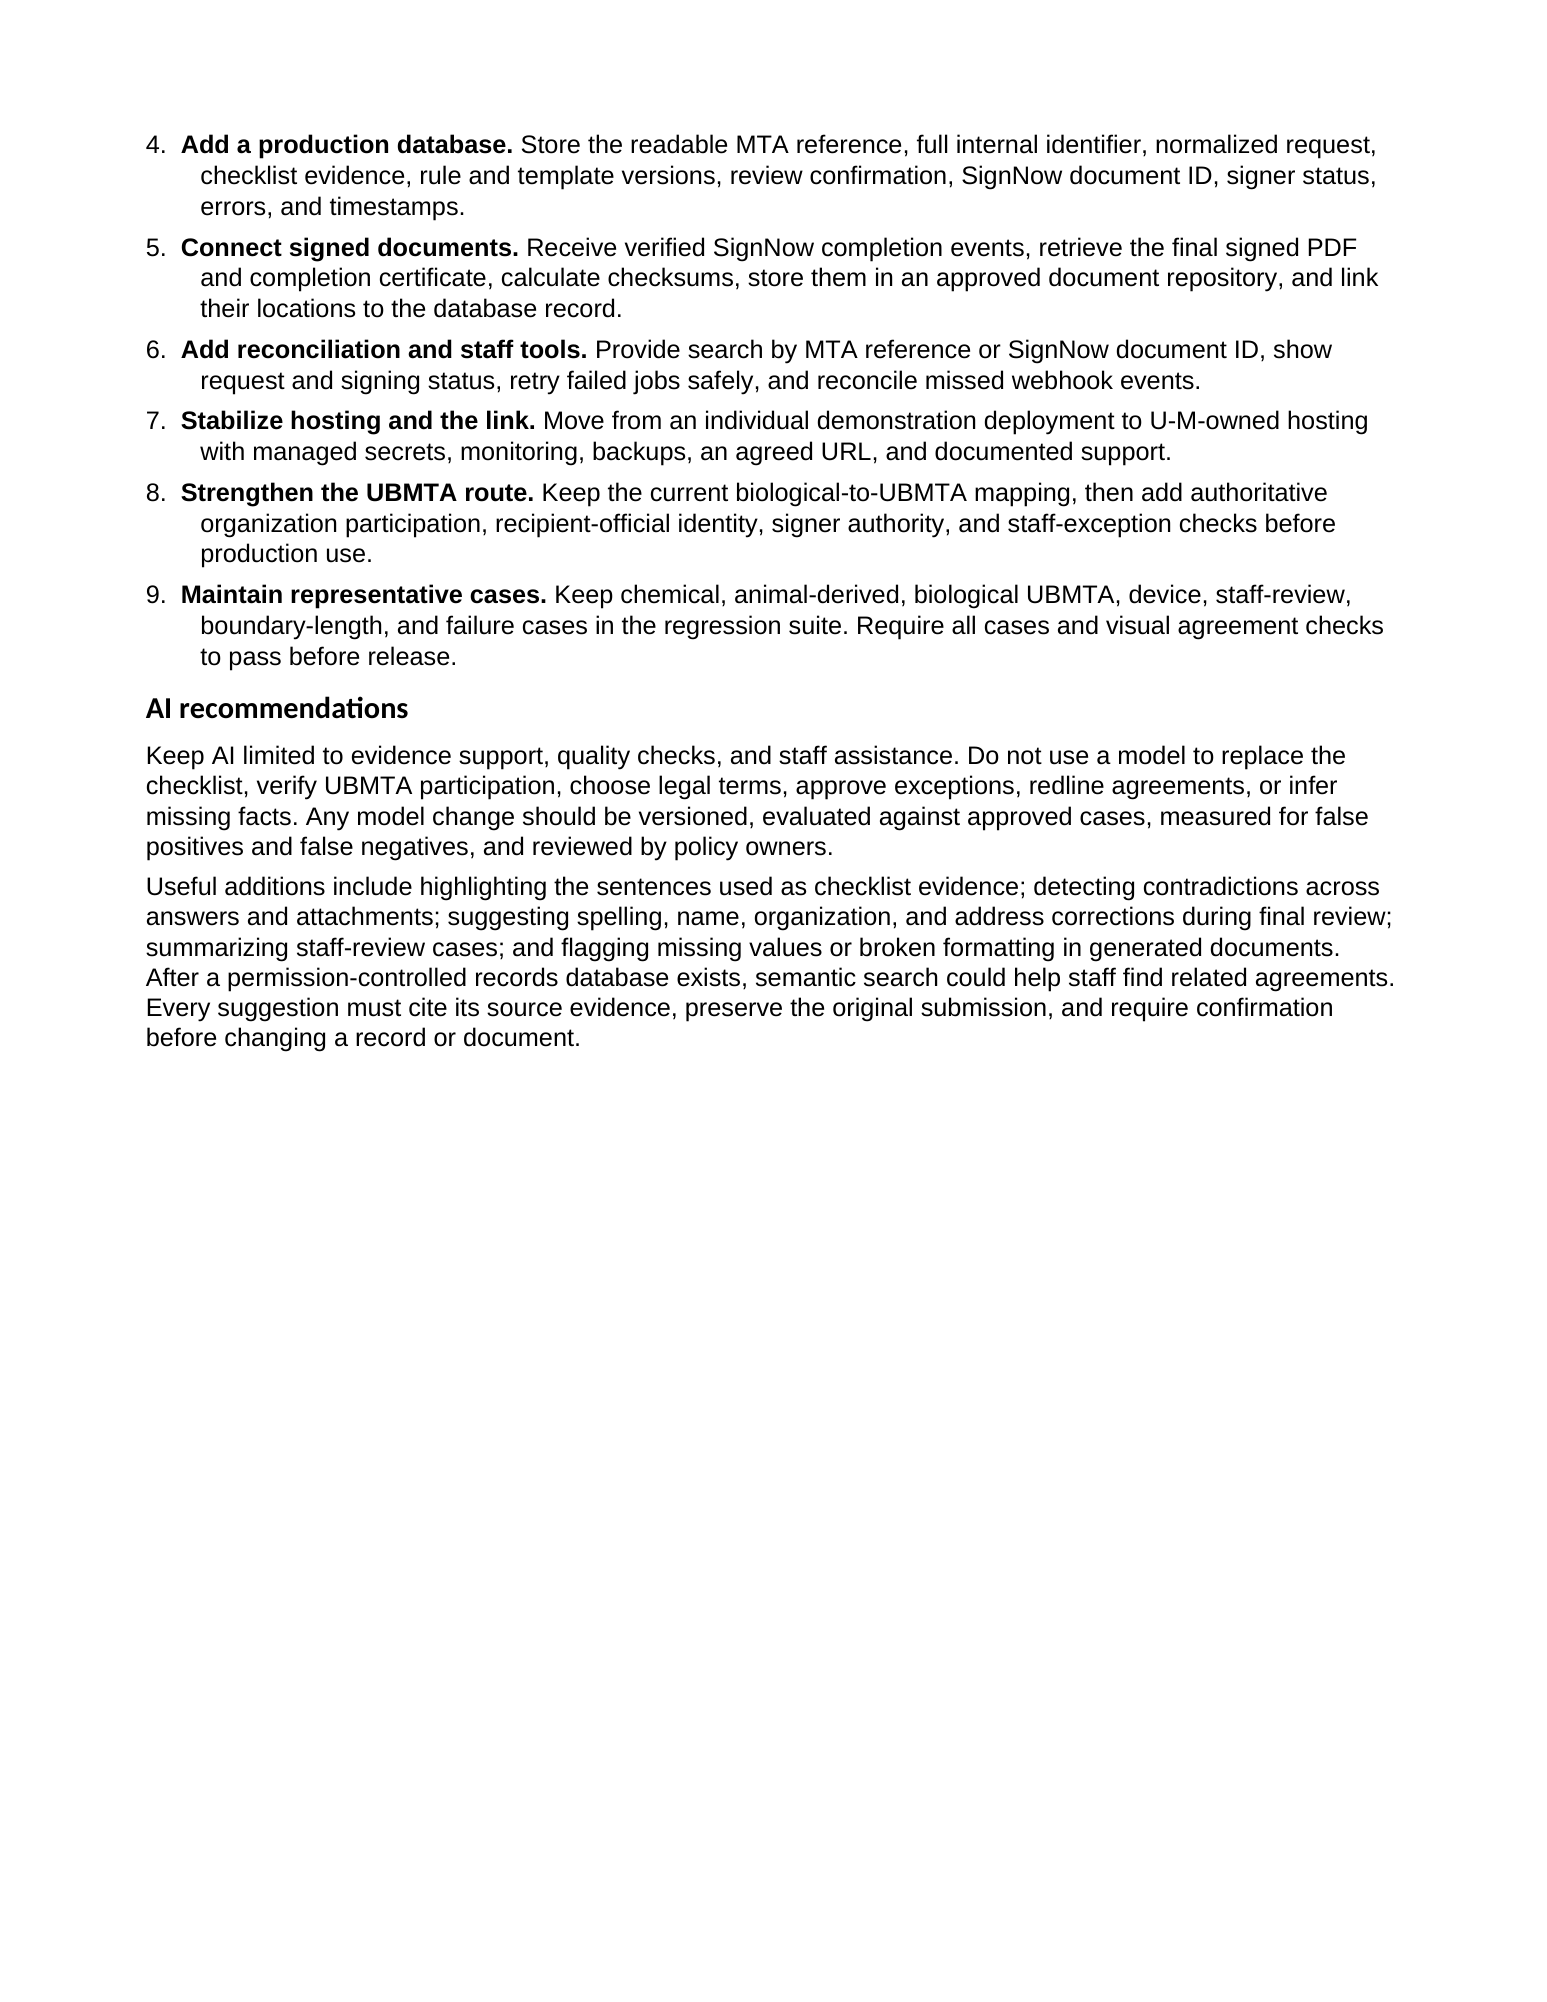 4. Add a production database. Store the readable MTA reference, full internal identifier, normalized request,
checklist evidence, rule and template versions, review confirmation, SignNow document ID, signer status,
errors, and timestamps.
5. Connect signed documents. Receive verified SignNow completion events, retrieve the final signed PDF
and completion certificate, calculate checksums, store them in an approved document repository, and link
their locations to the database record.
6. Add reconciliation and staff tools. Provide search by MTA reference or SignNow document ID, show
request and signing status, retry failed jobs safely, and reconcile missed webhook events.
7. Stabilize hosting and the link. Move from an individual demonstration deployment to U-M-owned hosting
with managed secrets, monitoring, backups, an agreed URL, and documented support.
8. Strengthen the UBMTA route. Keep the current biological-to-UBMTA mapping, then add authoritative
organization participation, recipient-official identity, signer authority, and staff-exception checks before
production use.
9. Maintain representative cases. Keep chemical, animal-derived, biological UBMTA, device, staff-review,
boundary-length, and failure cases in the regression suite. Require all cases and visual agreement checks
to pass before release.
AI recommendations
Keep AI limited to evidence support, quality checks, and staff assistance. Do not use a model to replace the
checklist, verify UBMTA participation, choose legal terms, approve exceptions, redline agreements, or infer
missing facts. Any model change should be versioned, evaluated against approved cases, measured for false
positives and false negatives, and reviewed by policy owners.
Useful additions include highlighting the sentences used as checklist evidence; detecting contradictions across
answers and attachments; suggesting spelling, name, organization, and address corrections during final review;
summarizing staff-review cases; and flagging missing values or broken formatting in generated documents.
After a permission-controlled records database exists, semantic search could help staff find related agreements.
Every suggestion must cite its source evidence, preserve the original submission, and require confirmation
before changing a record or document.